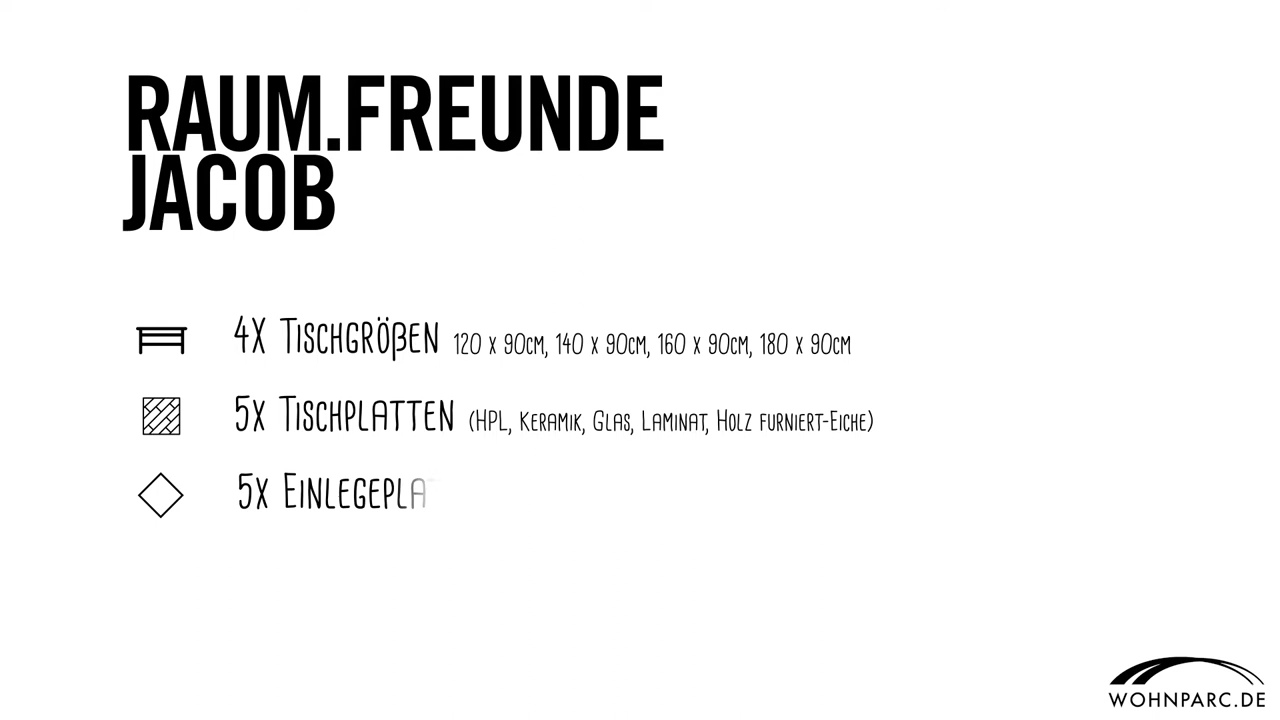 RAUM.FREUNDE
JACOB
4x Tischgrößen 120 x 90cm, 140 x 90cm, 160 x 90cm, 180 x 90cm
5x Tischplatten (HPL, Keramik, Glas, Laminat, Holz furniert-Eiche)
5x Einlegepla
WOHNPARC.DE